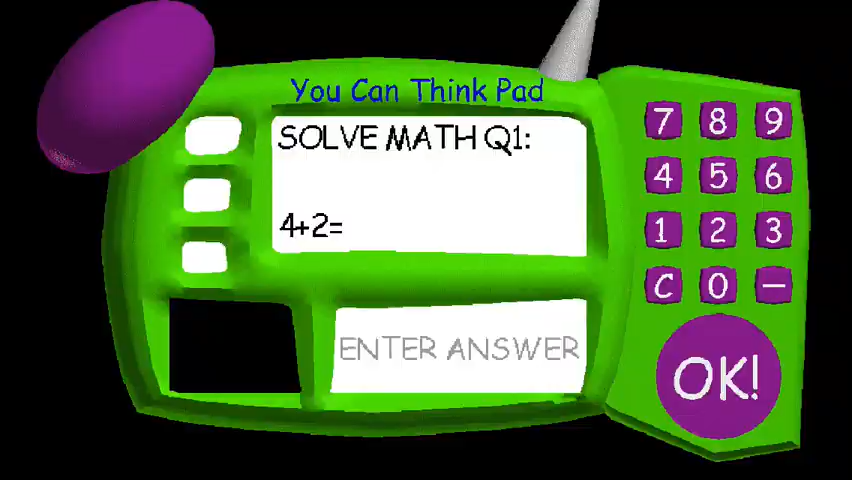 You Can Think Pad
SOLVE MATH Q1:
4+2=
ENTER ANSWER
7 8 9
4 5 6
1 2 3
C 0 −
OK!